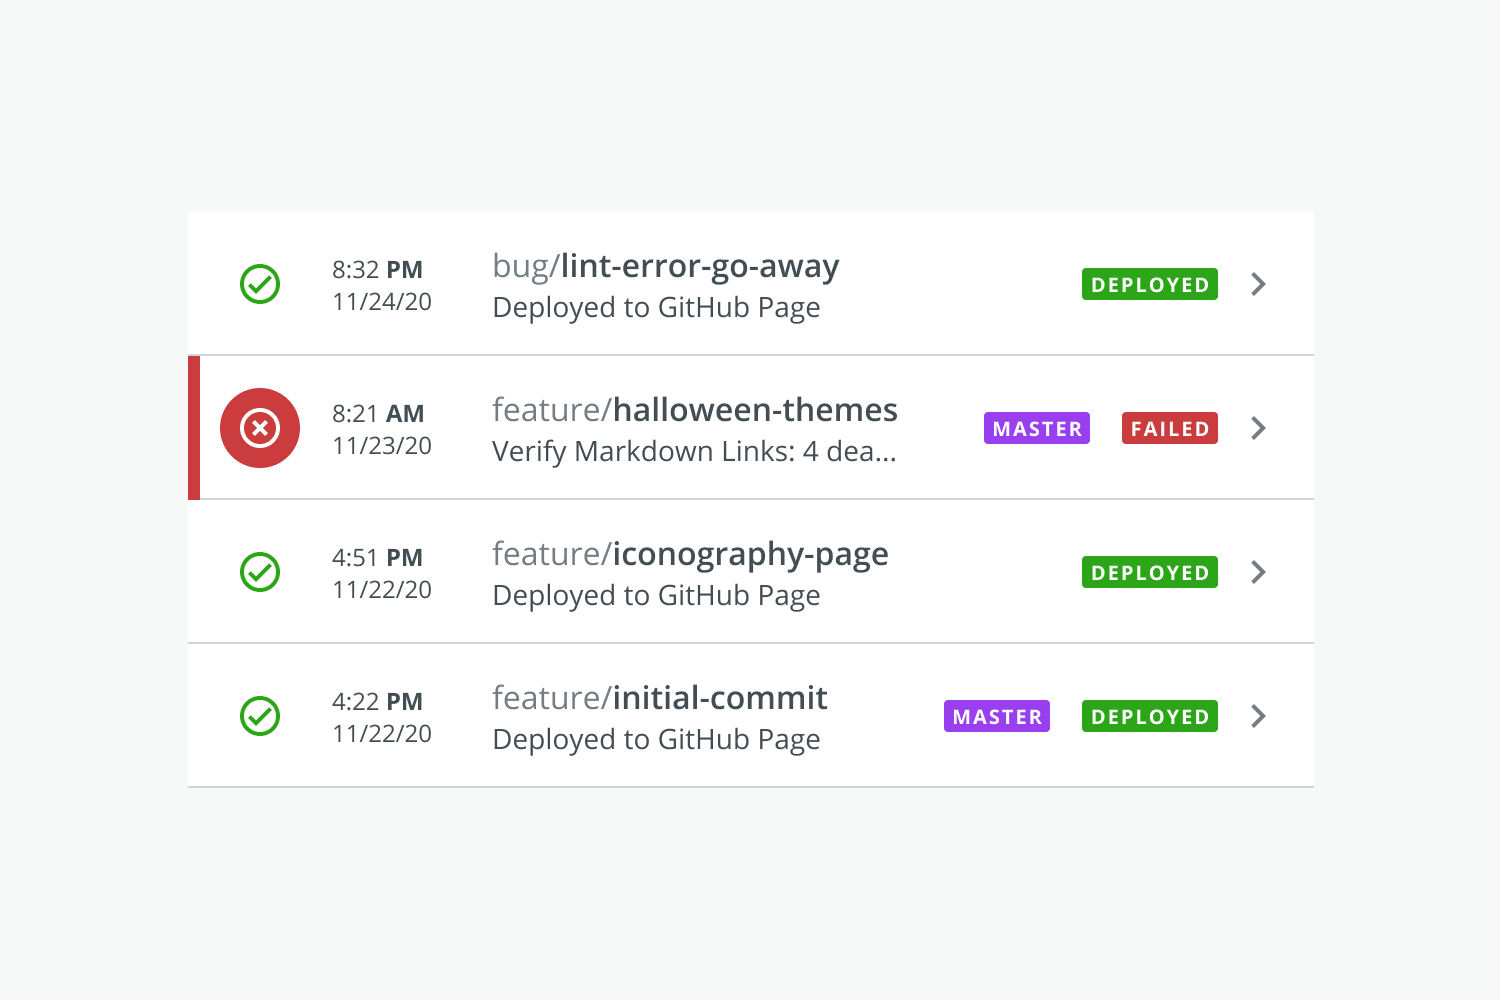 8:32 PM
11/24/20
bug/lint-error-go-away
Deployed to GitHub Page
DEPLOYED
8:21 AM
11/23/20
feature/halloween-themes
Verify Markdown Links: 4 dea...
MASTER
FAILED
4:51 PM
11/22/20
feature/iconography-page
Deployed to GitHub Page
DEPLOYED
4:22 PM
11/22/20
feature/initial-commit
Deployed to GitHub Page
MASTER
DEPLOYED